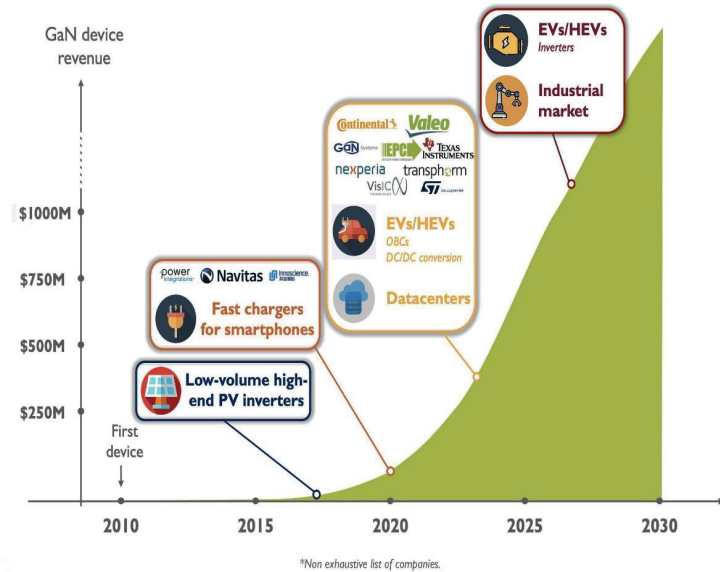 GaN device
revenue
$1000M
$750M
$500M
$250M
First
device
Low-volume high-
end PV inverters
power
integrations
Navitas
Innoscience
Fast chargers
for smartphones
Continental
Valeo
GaN Systems
EPC
TEXAS
INSTRUMENTS
nexperia
transphorm
VisIC
ST
EVs/HEVs
OBCs
DC/DC conversion
Datacenters
EVs/HEVs
Inverters
Industrial
market
2010
2015
2020
2025
2030
*Non exhaustive list of companies.